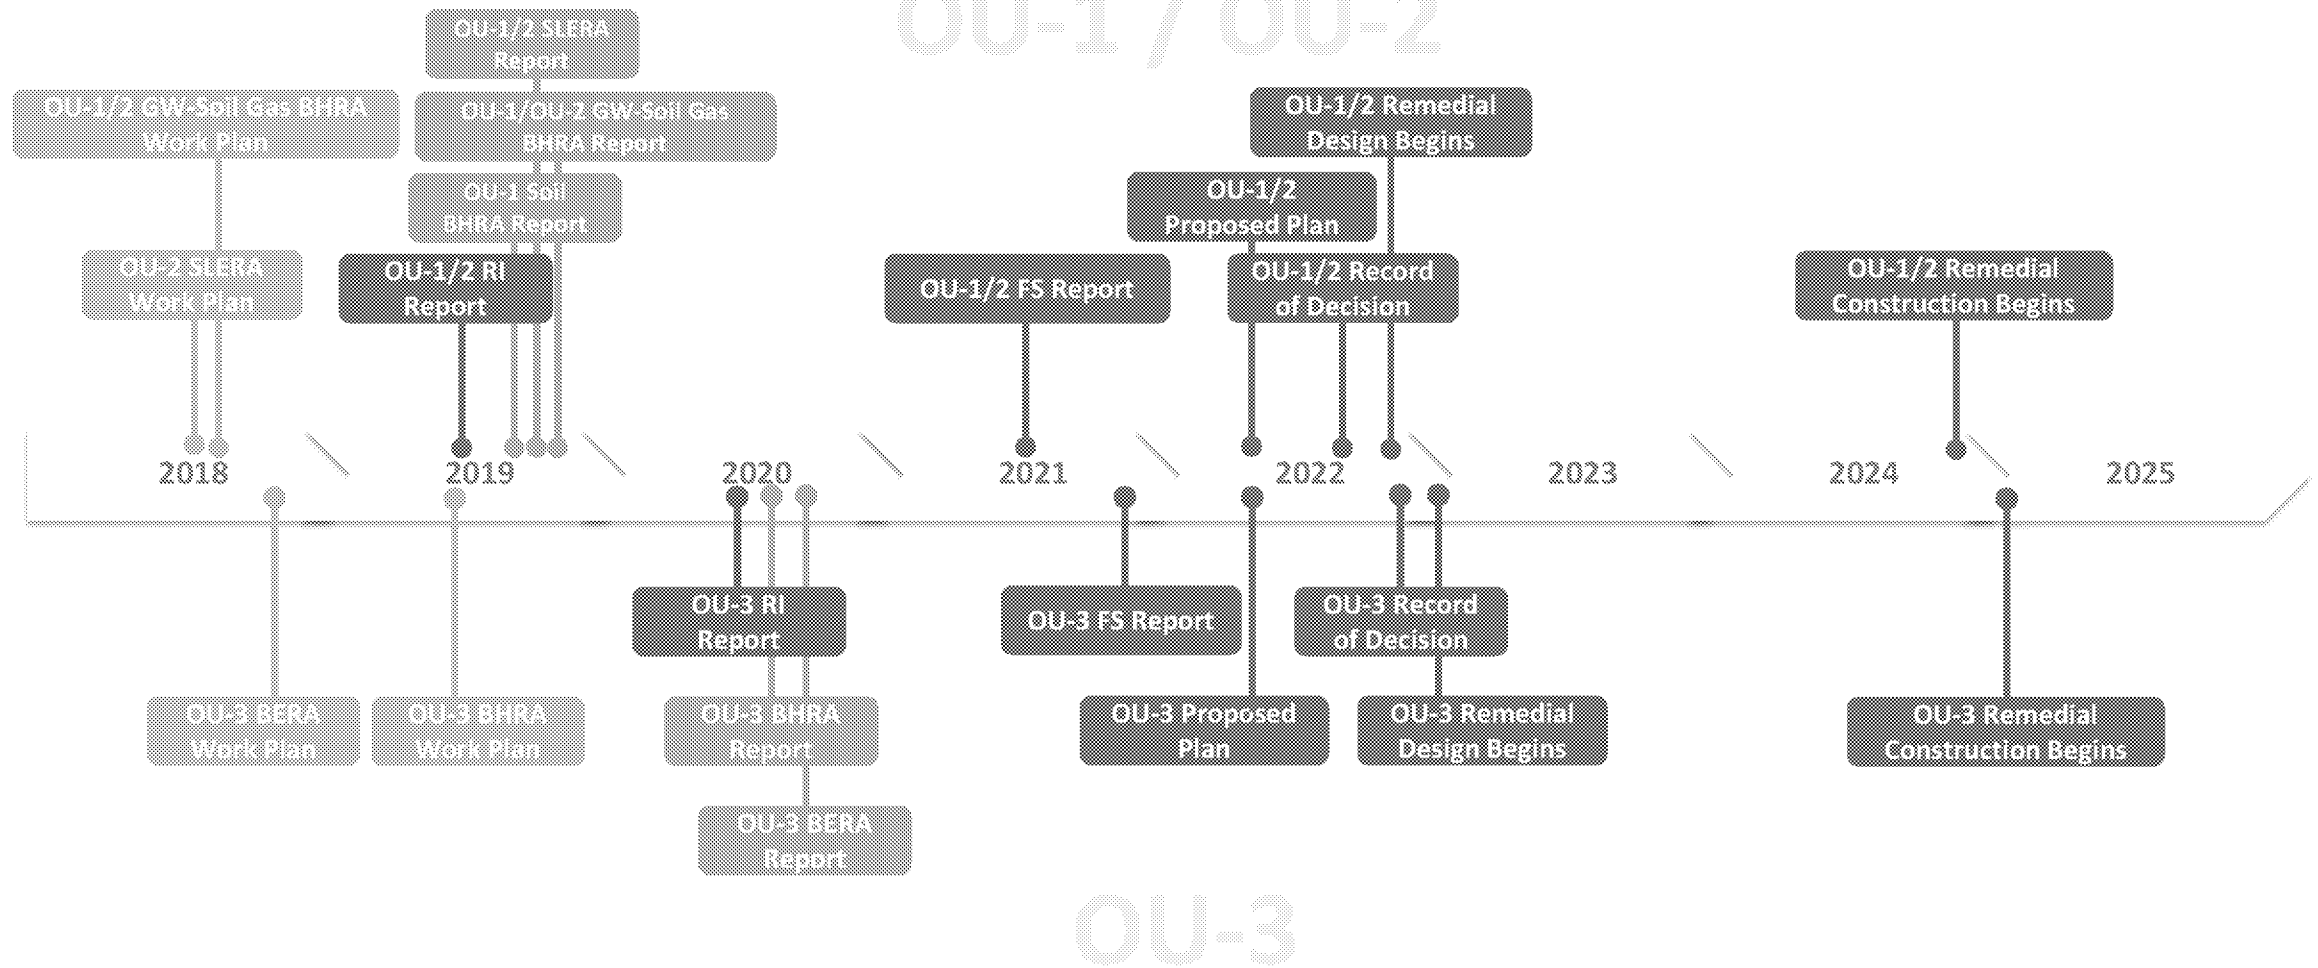 OU-1 / OU-2
OU-1/2 SLERA
Report
OU-1/2 GW-Soil Gas BHRA
Work Plan
OU-1/OU-2 GW-Soil Gas
BHRA Report
OU-1/2 Remedial
Design Begins
OU-1 Soil
BHRA Report
OU-1/2
Proposed Plan
OU-2 SLERA
Work Plan
OU-1/2 RI
Report
OU-1/2 FS Report
OU-1/2 Record
of Decision
OU-1/2 Remedial
Construction Begins
2018
2019
2020
2021
2022
2023
2024
2025
OU-3 RI
Report
OU-3 FS Report
OU-3 Record
of Decision
OU-3 BERA
Work Plan
OU-3 BHRA
Work Plan
OU-3 BHRA
Report
OU-3 Proposed
Plan
OU-3 Remedial
Design Begins
OU-3 Remedial
Construction Begins
OU-3 BERA
Report
OU-3